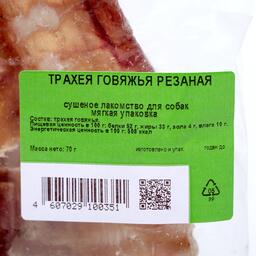 ТРАХЕЯ ГОВЯЖЬЯ РЕЗАНАЯ
сушеное лакомство для собак
мягкая упаковка
Состав: трахея говяжья.
Пищевая ценность в 100 г: белки 52 г, жиры 33 г, зола 4 г, влага 10 г.
Энергетическая ценность в 100 г: 508 ккал
Масса нетто: 70 г изготовлено и упак. годен до
4 607029 100351
05
PP